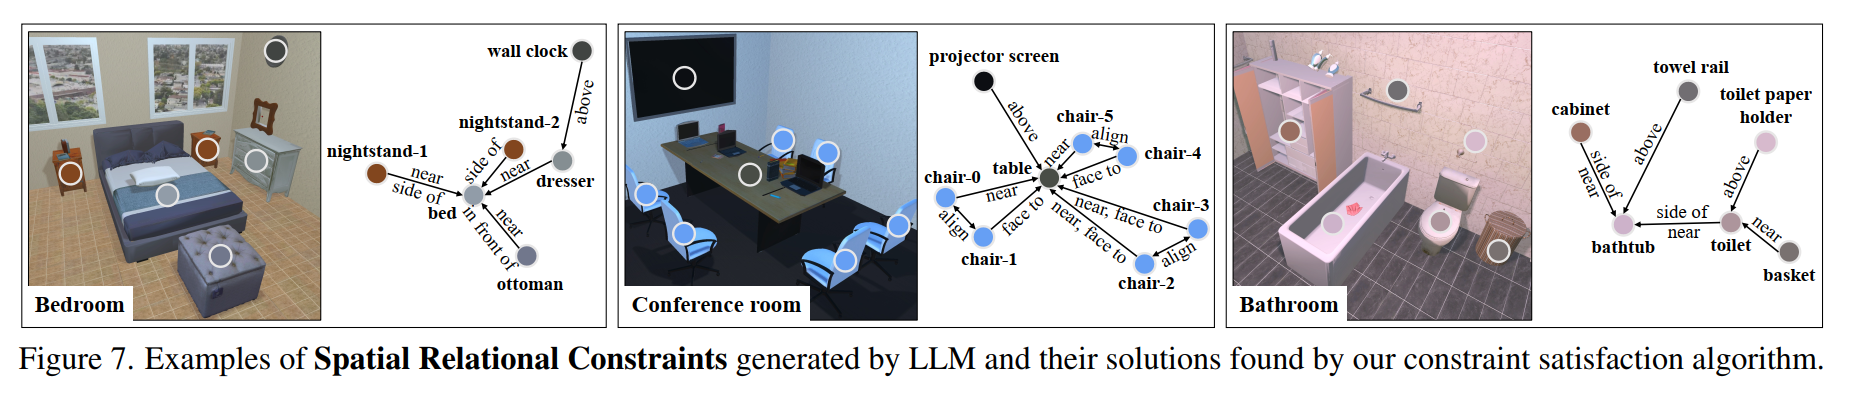 wall clock
above
nightstand-2
nightstand-1
side of
near
near
side of
dresser
bed
near
in front of
ottoman
Bedroom
projector screen
above
chair-5
align
near
chair-4
table
face to
chair-0
near
align
face to
chair-1
near, face to
chair-3
near, face to
align
chair-2
Conference room
towel rail
toilet paper
holder
cabinet
above
side of
near
above
side of
near
bathtub
toilet
near
basket
Bathroom
Figure 7. Examples of Spatial Relational Constraints generated by LLM and their solutions found by our constraint satisfaction algorithm.